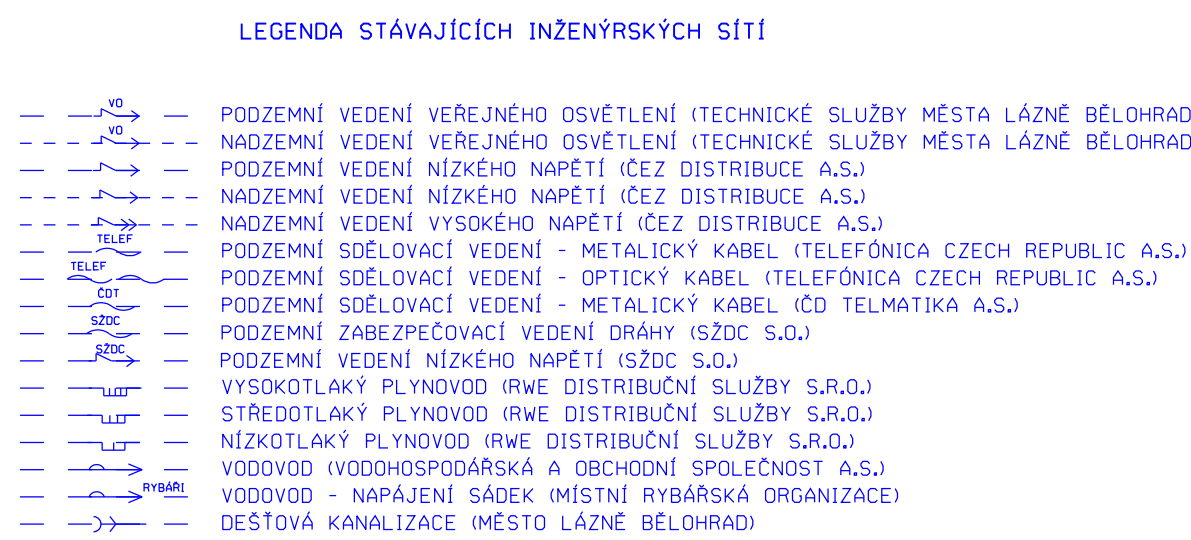 LEGENDA STÁVAJÍCÍCH INŽENÝRSKÝCH SÍTÍ
VO PODZEMNÍ VEDENÍ VEŘEJNÉHO OSVĚTLENÍ (TECHNICKÉ SLUŽBY MĚSTA LÁZNĚ BĚLOHRAD
VO NADZEMNÍ VEDENÍ VEŘEJNÉHO OSVĚTLENÍ (TECHNICKÉ SLUŽBY MĚSTA LÁZNĚ BĚLOHRAD
PODZEMNÍ VEDENÍ NÍZKÉHO NAPĚTÍ (ČEZ DISTRIBUCE A.S.)
NADZEMNÍ VEDENÍ NÍZKÉHO NAPĚTÍ (ČEZ DISTRIBUCE A.S.)
NADZEMNÍ VEDENÍ VYSOKÉHO NAPĚTÍ (ČEZ DISTRIBUCE A.S.)
TELEF PODZEMNÍ SDĚLOVACÍ VEDENÍ - METALICKÝ KABEL (TELEFÓNICA CZECH REPUBLIC A.S.)
TELEF PODZEMNÍ SDĚLOVACÍ VEDENÍ - OPTICKÝ KABEL (TELEFÓNICA CZECH REPUBLIC A.S.)
ČDT PODZEMNÍ SDĚLOVACÍ VEDENÍ - METALICKÝ KABEL (ČD TELMATIKA A.S.)
SŽDC PODZEMNÍ ZABEZPEČOVACÍ VEDENÍ DRÁHY (SŽDC S.O.)
SŽDC PODZEMNÍ VEDENÍ NÍZKÉHO NAPĚTÍ (SŽDC S.O.)
VYSOKOTLAKÝ PLYNOVOD (RWE DISTRIBUČNÍ SLUŽBY S.R.O.)
STŘEDOTLAKÝ PLYNOVOD (RWE DISTRIBUČNÍ SLUŽBY S.R.O.)
NÍZKOTLAKÝ PLYNOVOD (RWE DISTRIBUČNÍ SLUŽBY S.R.O.)
VODOVOD (VODOHOSPODÁŘSKÁ A OBCHODNÍ SPOLEČNOST A.S.)
RYBÁŘI VODOVOD - NAPÁJENÍ SÁDEK (MÍSTNÍ RYBÁŘSKÁ ORGANIZACE)
DEŠŤOVÁ KANALIZACE (MĚSTO LÁZNĚ BĚLOHRAD)